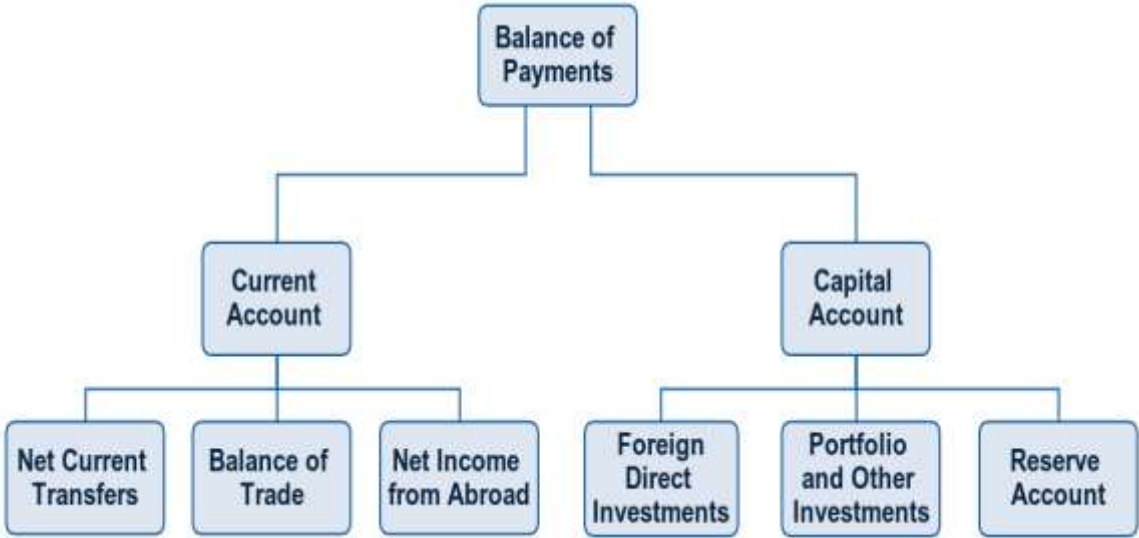 Balance of
Payments
Current
Account
Capital
Account
Net Current
Transfers
Balance of
Trade
Net Income
from Abroad
Foreign
Direct
Investments
Portfolio
and Other
Investments
Reserve
Account